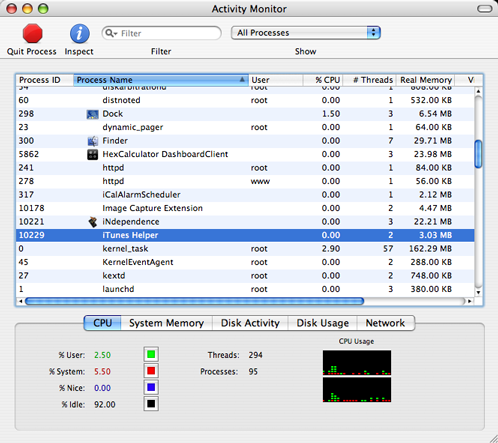 Activity Monitor
Quit Process Inspect Filter Filter All Processes Show
Process ID Process Name User % CPU # Threads Real Memory V
54 diskarbitrationd root 0.00 1 808.00 KB
60 distnoted root 0.00 1 532.00 KB
298 Dock 1.50 3 6.54 MB
23 dynamic_pager root 0.00 1 64.00 KB
300 Finder 0.00 7 29.71 MB
5862 HexCalculator DashboardClient 0.00 3 23.98 MB
241 httpd root 0.00 1 84.00 KB
278 httpd www 0.00 1 56.00 KB
317 iCalAlarmScheduler 0.00 1 2.12 MB
10178 Image Capture Extension 0.00 2 4.47 MB
10221 iNdependence 0.00 3 22.21 MB
10229 iTunes Helper 0.00 2 3.03 MB
0 kernel_task root 2.90 57 162.29 MB
45 KernelEventAgent root 0.00 2 288.00 KB
27 kextd root 0.00 2 748.00 KB
1 launchd root 0.00 3 380.00 KB
CPU System Memory Disk Activity Disk Usage Network
CPU Usage
% User: 2.50 Threads: 294
% System: 5.50 Processes: 95
% Nice: 0.00
% Idle: 92.00